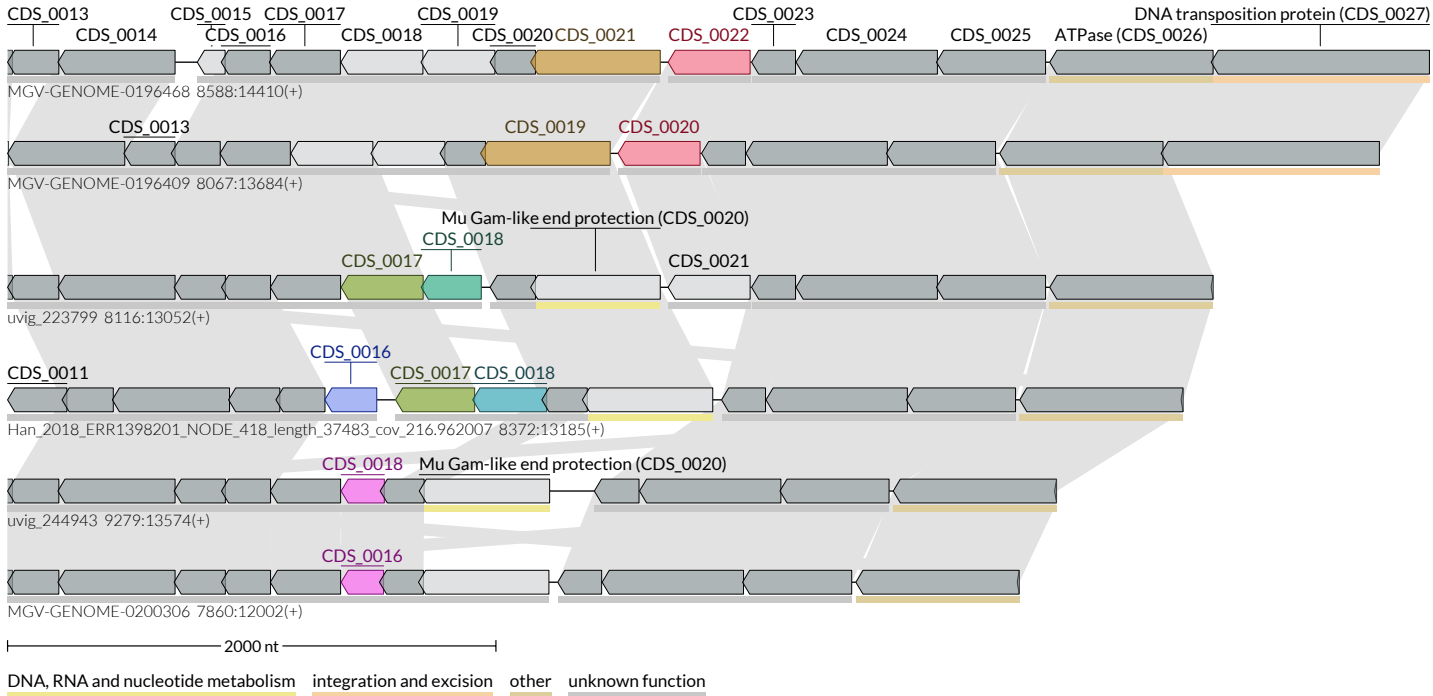 CDS_0013 CDS_0015 CDS_0017 CDS_0019 CDS_0023 DNA transposition protein (CDS_0027)
CDS_0014 CDS_0016 CDS_0018 CDS_0020 CDS_0021 CDS_0022 CDS_0024 CDS_0025 ATPase (CDS_0026)
MGV-GENOME-0196468 8588:14410(+)
CDS_0013 CDS_0019 CDS_0020
MGV-GENOME-0196409 8067:13684(+)
Mu Gam-like end protection (CDS_0020)
CDS_0018
CDS_0017 CDS_0021
uvig_223799 8116:13052(+)
CDS_0016
CDS_0011 CDS_0017 CDS_0018
Han_2018_ERR1398201_NODE_418_length_37483_cov_216.962007 8372:13185(+)
CDS_0018 Mu Gam-like end protection (CDS_0020)
uvig_244943 9279:13574(+)
CDS_0016
MGV-GENOME-0200306 7860:12002(+)
2000 nt
DNA, RNA and nucleotide metabolism integration and excision other unknown function